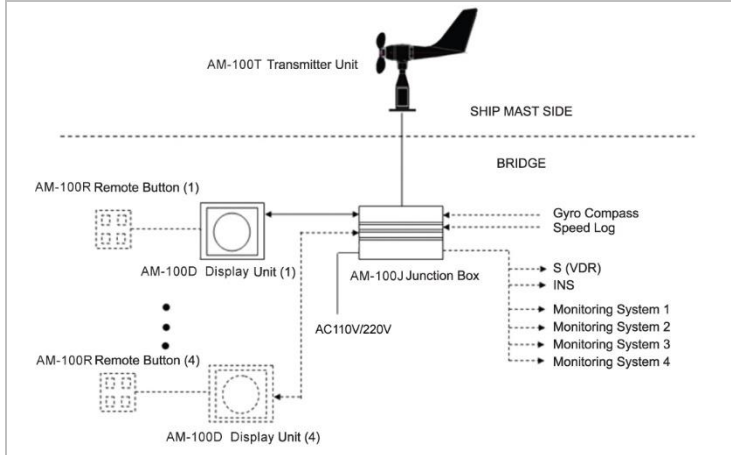 AM-100T Transmitter Unit
SHIP MAST SIDE
BRIDGE
AM-100R Remote Button (1)
Gyro Compass
Speed Log
AM-100D Display Unit (1)
AM-100J Junction Box
S (VDR)
INS
Monitoring System 1
AC110V/220V
Monitoring System 2
Monitoring System 3
AM-100R Remote Button (4)
Monitoring System 4
AM-100D Display Unit (4)